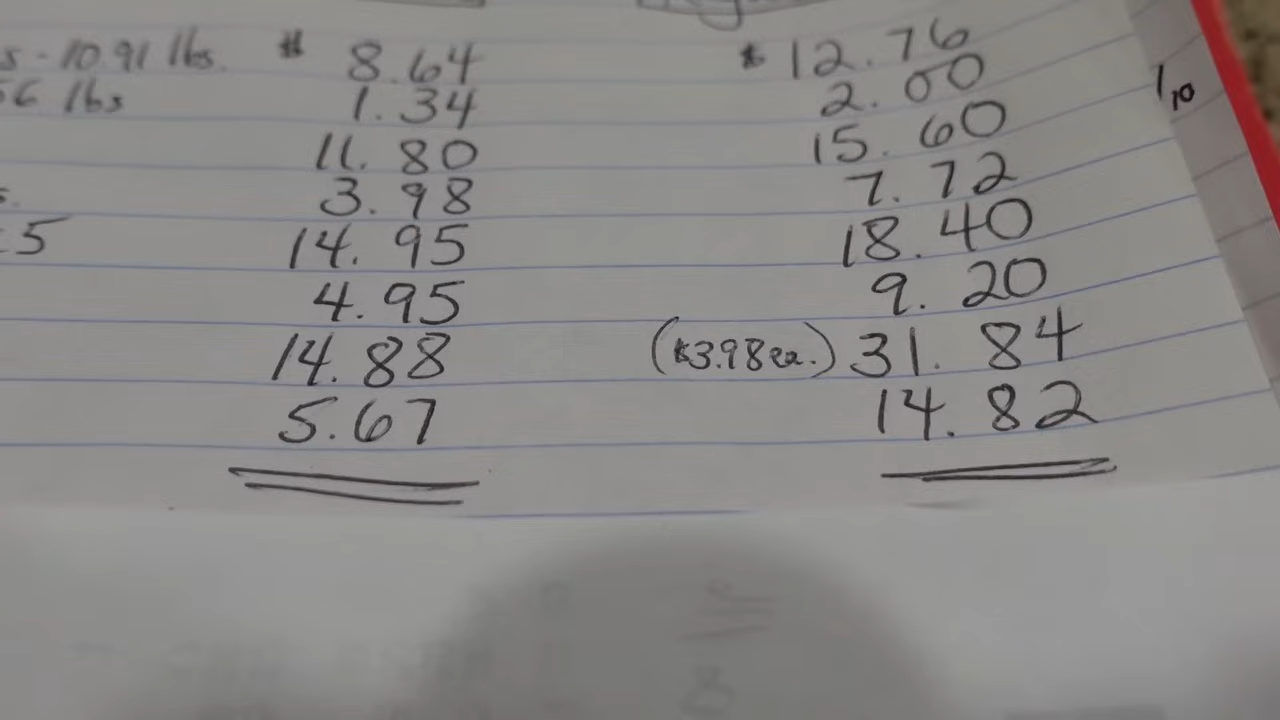 s - 10.91 lbs. $ 8.64 $ 12.76
56 lbs 1.34 2.00 1/10
11.80 15.60
s. 3.98 7.72
5 14.95 18.40
4.95 9.20
14.88 ($3.98 ea.) 31.84
5.67 14.82